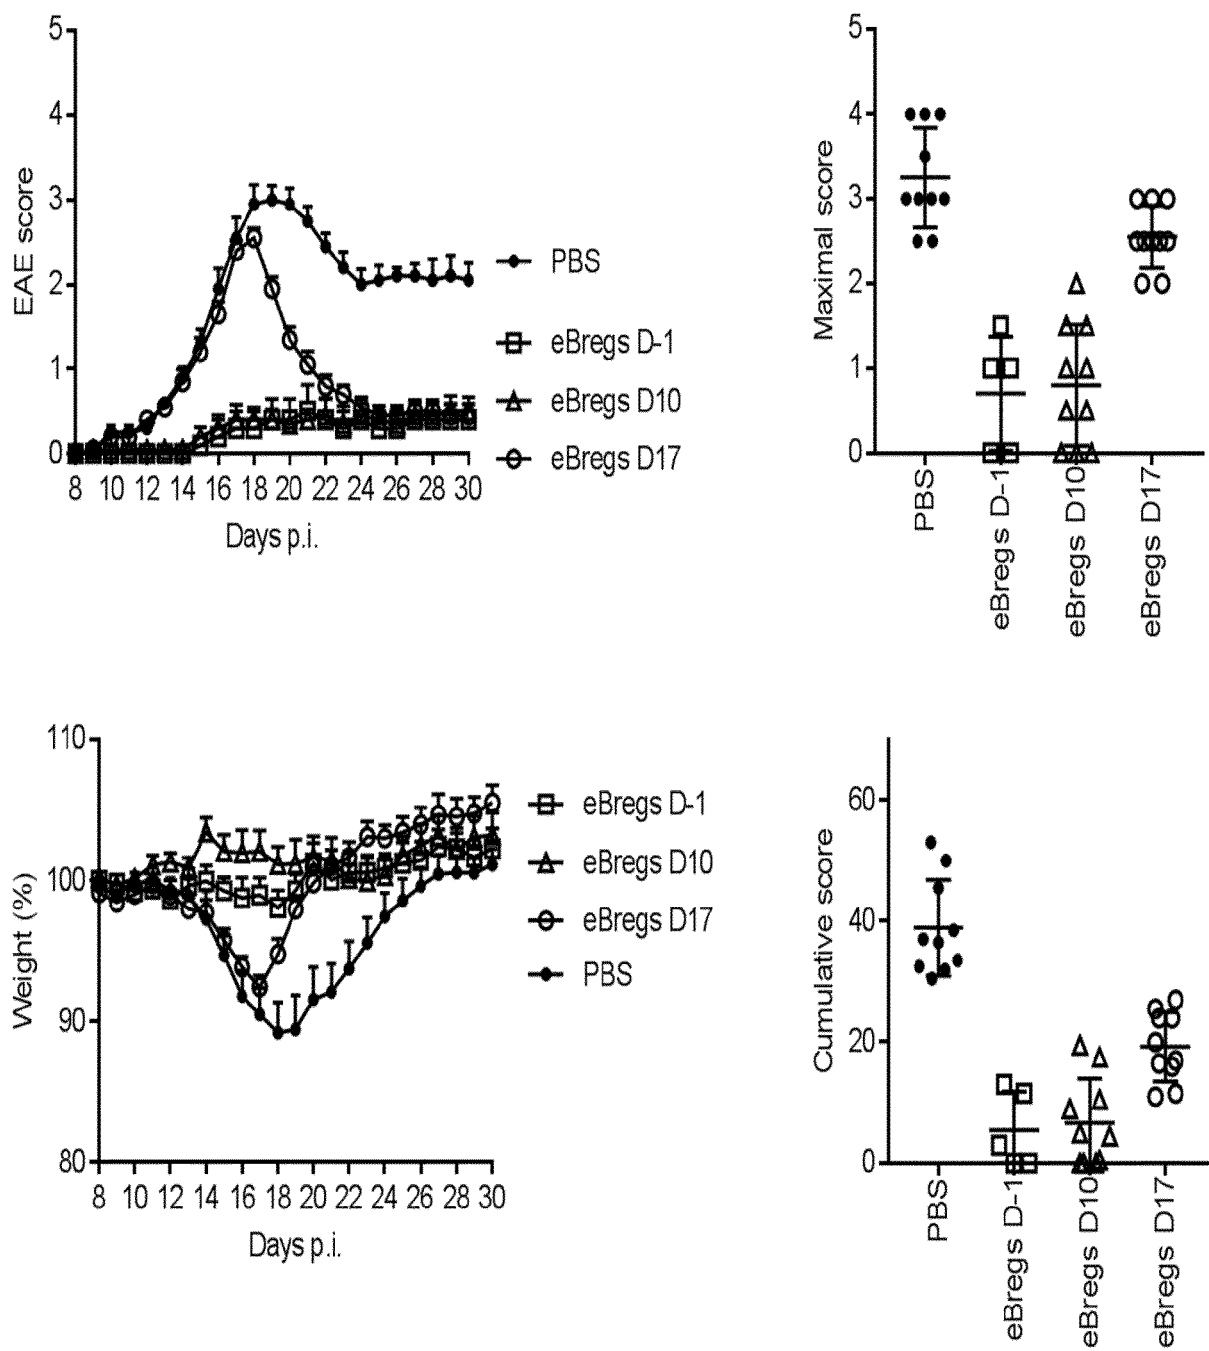 5
4
3
2
1
0
EAE score
8 10 12 14 16 18 20 22 24 26 28 30
Days p.i.
PBS
eBregs D-1
eBregs D10
eBregs D17
5
4
3
2
1
0
Maximal score
PBS
eBregs D-1
eBregs D10
eBregs D17
110
100
90
80
Weight (%)
8 10 12 14 16 18 20 22 24 26 28 30
Days p.i.
eBregs D-1
eBregs D10
eBregs D17
PBS
60
40
20
0
Cumulative score
PBS
eBregs D-1
eBregs D10
eBregs D17